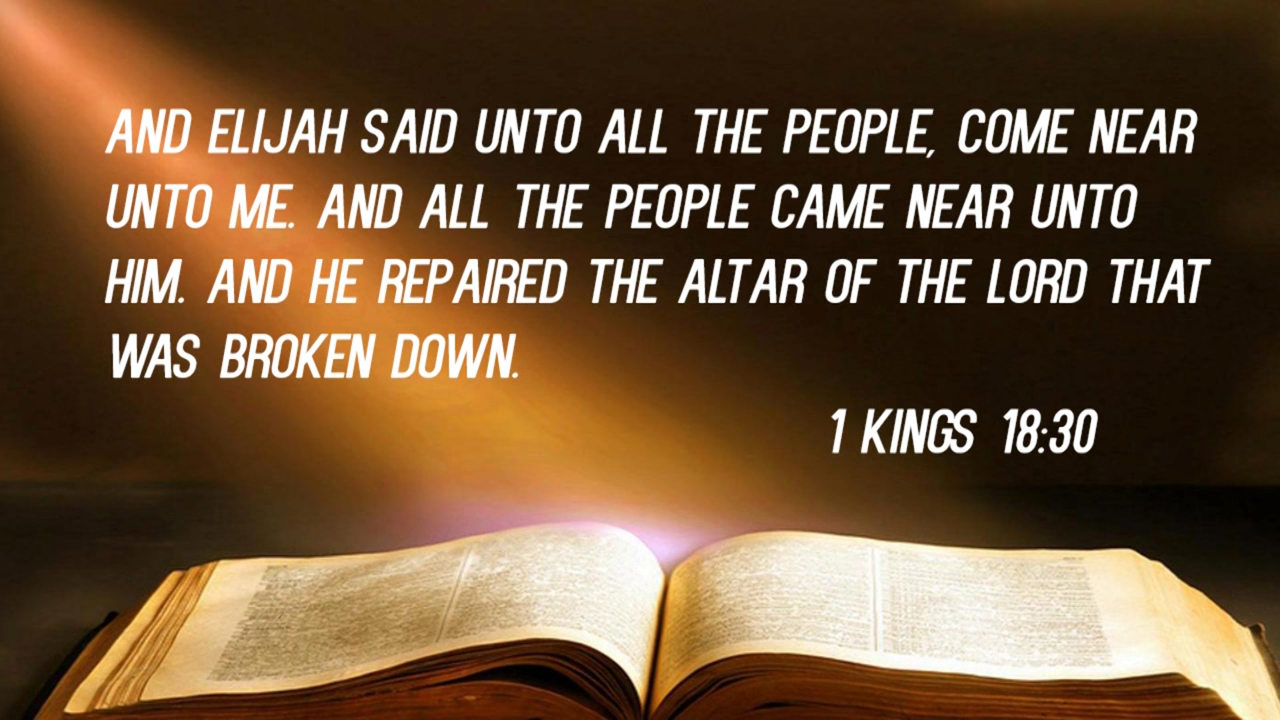 AND ELIJAH SAID UNTO ALL THE PEOPLE, COME NEAR
UNTO ME. AND ALL THE PEOPLE CAME NEAR UNTO
HIM. AND HE REPAIRED THE ALTAR OF THE LORD THAT
WAS BROKEN DOWN.
1 KINGS 18:30